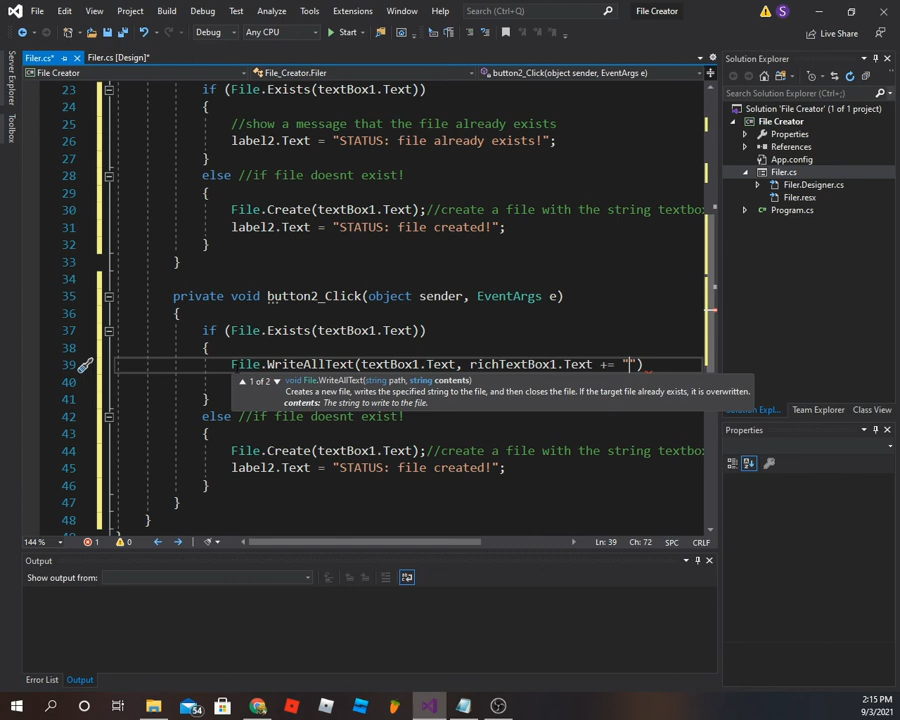 File Edit View Project Build Debug Test Analyze Tools Extensions Window Help Search (Ctrl+Q) File Creator S
Debug Any CPU Start Live Share
Filer.cs* Filer.cs [Design]*
File Creator File_Creator.Filer button2_Click(object sender, EventArgs e)
Server Explorer
Toolbox
23 if (File.Exists(textBox1.Text))
24 {
25 //show a message that the file already exists
26 label2.Text = "STATUS: file already exists!";
27 }
28 else //if file doesnt exist!
29 {
30 File.Create(textBox1.Text);//create a file with the string textbox
31 label2.Text = "STATUS: file created!";
32 }
33 }
34
35 private void button2_Click(object sender, EventArgs e)
36 {
37 if (File.Exists(textBox1.Text))
38 {
39 File.WriteAllText(textBox1.Text, richTextBox1.Text += "")
1 of 2 void File.WriteAllText(string path, string contents)
Creates a new file, writes the specified string to the file, and then closes the file. If the target file already exists, it is overwritten.
contents: The string to write to the file.
40
41 }
42 else //if file doesnt exist!
43 {
44 File.Create(textBox1.Text);//create a file with the string textbox
45 label2.Text = "STATUS: file created!";
46 }
47 }
48 }
144 % 1 0 Ln: 39 Ch: 72 SPC CRLF
Output
Show output from:
Error List Output
Solution Explorer
Search Solution Explorer (Ctrl+;)
Solution 'File Creator' (1 of 1 project)
File Creator
Properties
References
App.config
Filer.cs
Filer.Designer.cs
Filer.resx
Program.cs
Solution Expl... Team Explorer Class View
Properties
54
2:15 PM
9/3/2021